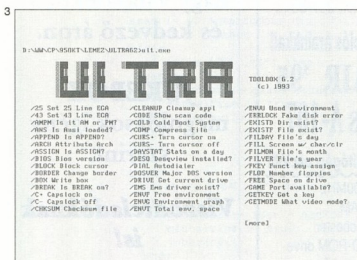 3
D:\WW\CP\ASAKT\LEMEZ\ULTRA62>ult.exe
ULTRA
TOOLBOX 6.2
(c) 1993
/25 Set 25 Line EGA /CLEANUP Cleanup appl /ENVU Used environment
/43 Set 43 Line EGA /CODE Show scan code /ERRBLOCK Fake disk error
/AMPM Is it AM or PM? /COLD Cold Boot System /EXISTD Dir exist?
/ANS Is Ansi loaded? /COMP Compress file /EXISTF File exist?
/APPEND Is APPEND? /CURS+ Turn cursor on /FILDAY File's day
/ARCH Attribute Arch /CURS- Turn cursor off /FILL Screen w/ char/clr
/ASSIGN Is ASSIGN? /DAYSTAT Stats on a day /FILMON File's month
/BIOS Bios version /DESQ Desqview installed? /FILYER File's year
/BLOCK Block cursor /DIAL Autodialer /FKEY Funct key assign
/BORDER Border change /DOSVER Major DOS version /FLOP Number floppies
/BOX Write box /DRIVE Get current drive /FREE Space on drive
/BREAK Is BREAK on? /EMS Ems driver exist? /GAME Port available?
/C+ Capslock on /ENVF Free environment /GETKEY Get a key
/C- Capslock off /ENVG Environment graph /GETMODE What video mode?
/CHKSUM Checksum file /ENVT Total env. space
[more]